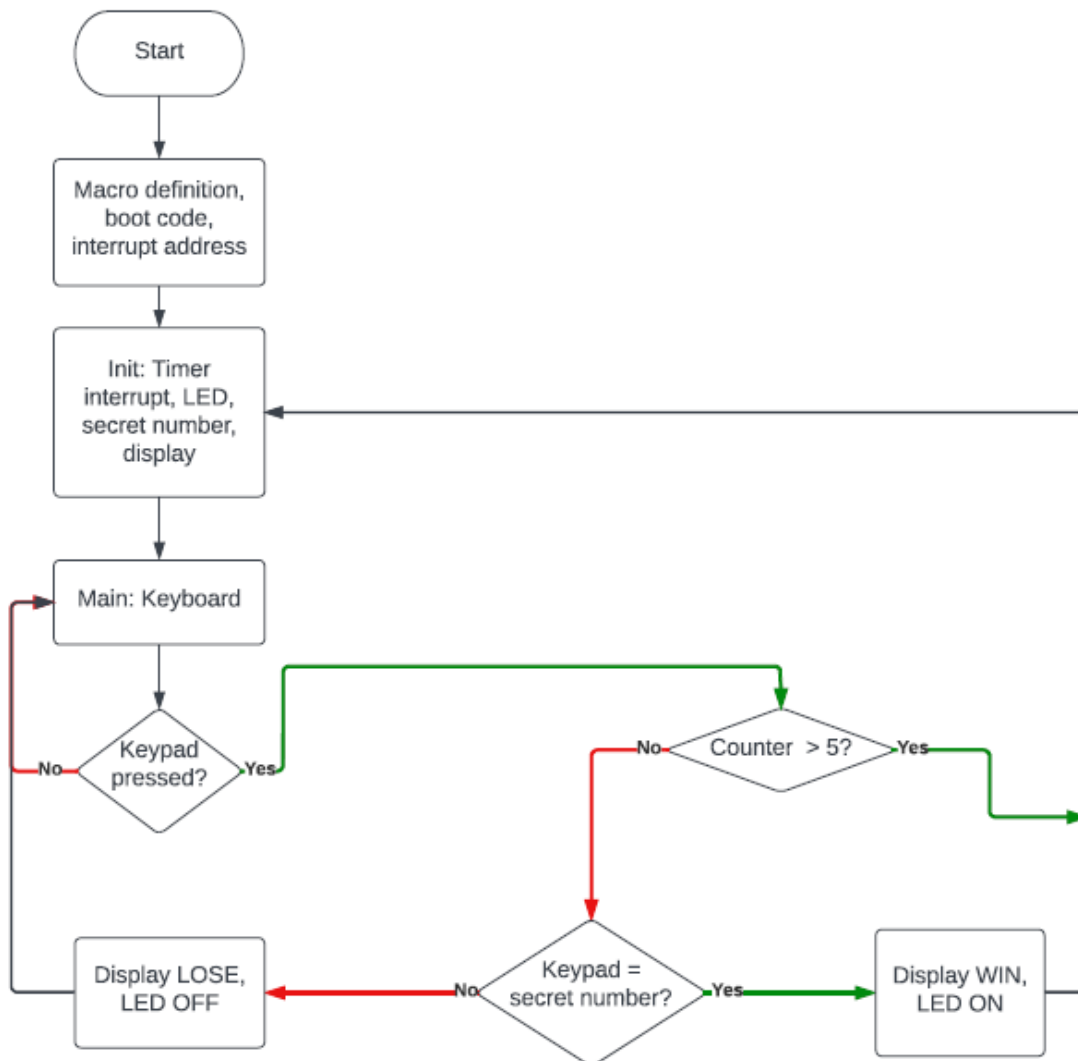 Start
Macro definition,
boot code,
interrupt address
Init: Timer
interrupt, LED,
secret number,
display
Main: Keyboard
Keypad
pressed?
No
Yes
Counter > 5?
No
Yes
Keypad =
secret number?
No
Yes
Display LOSE,
LED OFF
Display WIN,
LED ON